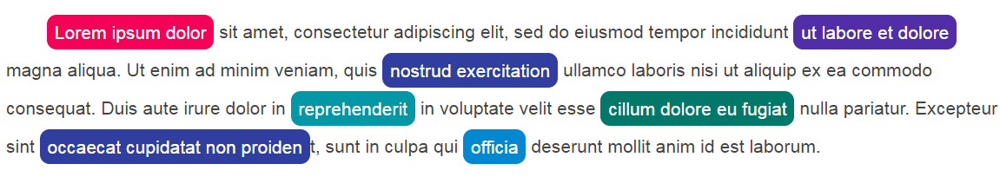 Lorem ipsum dolor sit amet, consectetur adipiscing elit, sed do eiusmod tempor incididunt ut labore et dolore
magna aliqua. Ut enim ad minim veniam, quis nostrud exercitation ullamco laboris nisi ut aliquip ex ea commodo
consequat. Duis aute irure dolor in reprehenderit in voluptate velit esse cillum dolore eu fugiat nulla pariatur. Excepteur
sint occaecat cupidatat non proident, sunt in culpa qui officia deserunt mollit anim id est laborum.